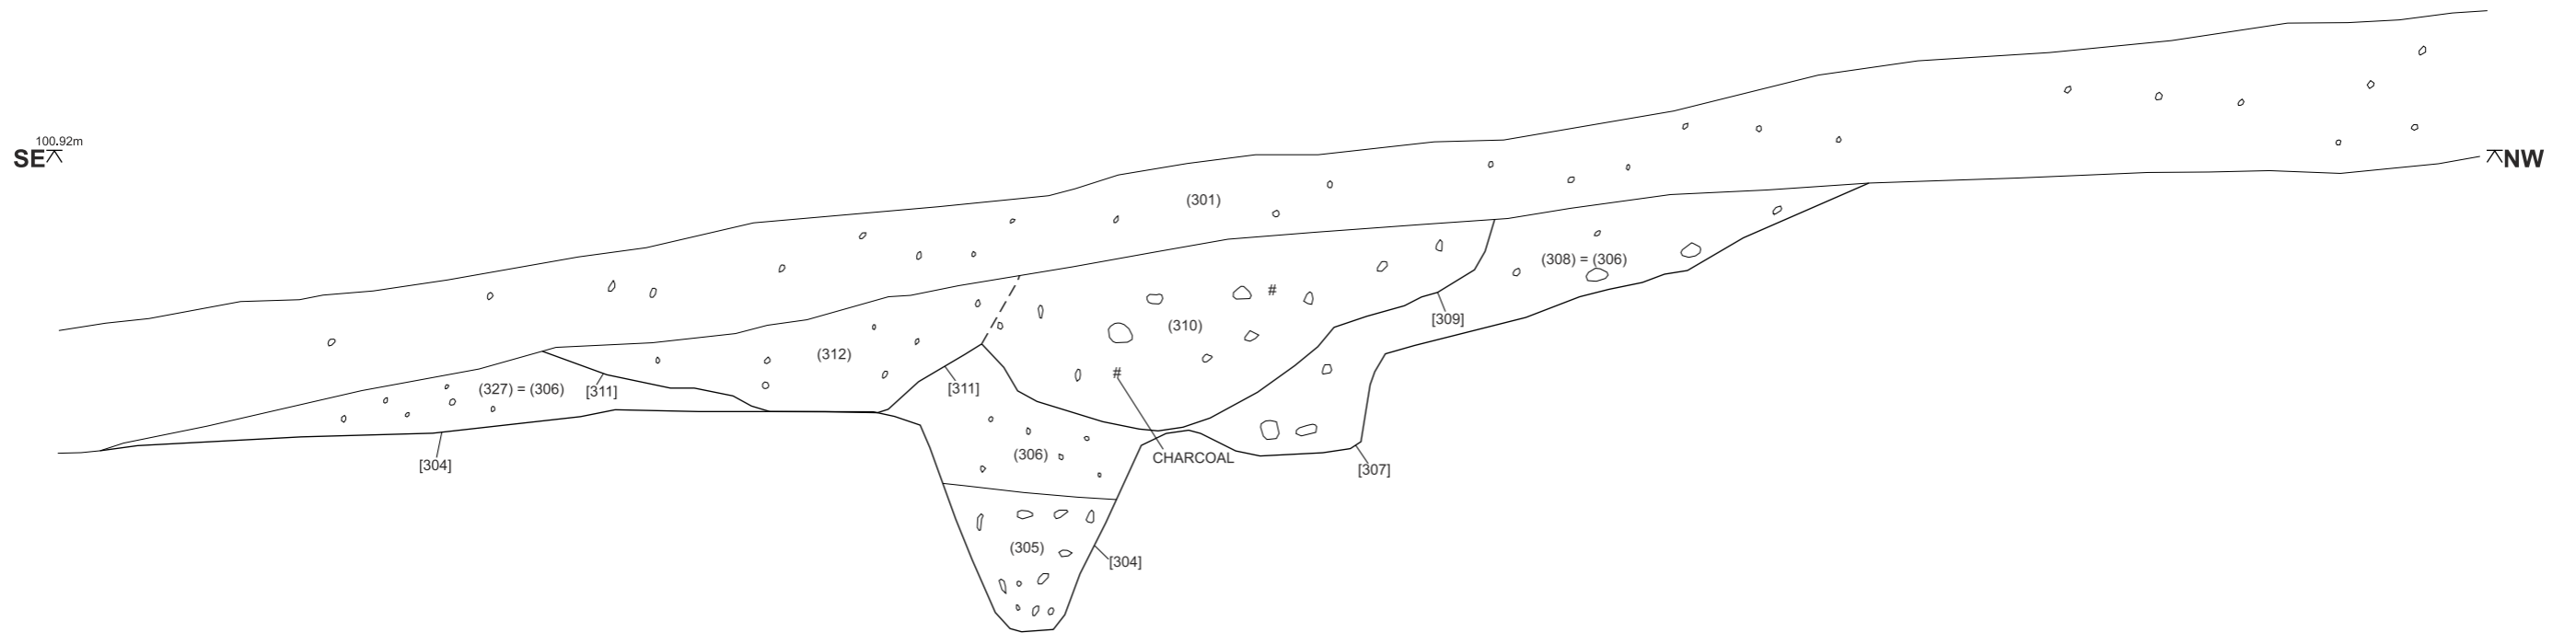 100.92m
SE
NW
(301)
(308) = (306)
[309]
(310)
(312)
#
#
(327) = (306)
[311]
[311]
(306)
CHARCOAL
[304]
[307]
(305)
[304]